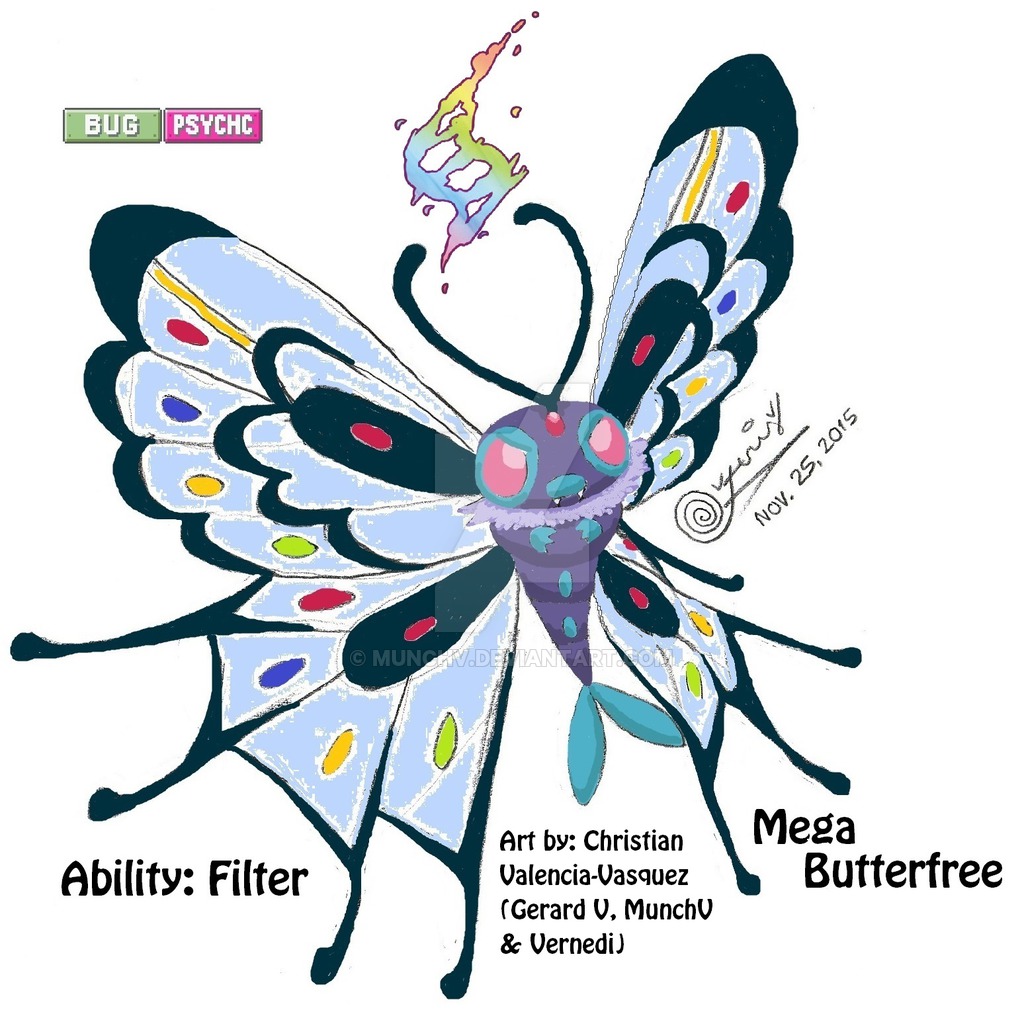 BUG PSYCHC
NOV. 25, 2015
© MUNCHV.DEVIANTART.COM
Mega
Butterfree
Ability: Filter
Art by: Christian
Valencia-Vasquez
(Gerard V, MunchV
& Vernedi)